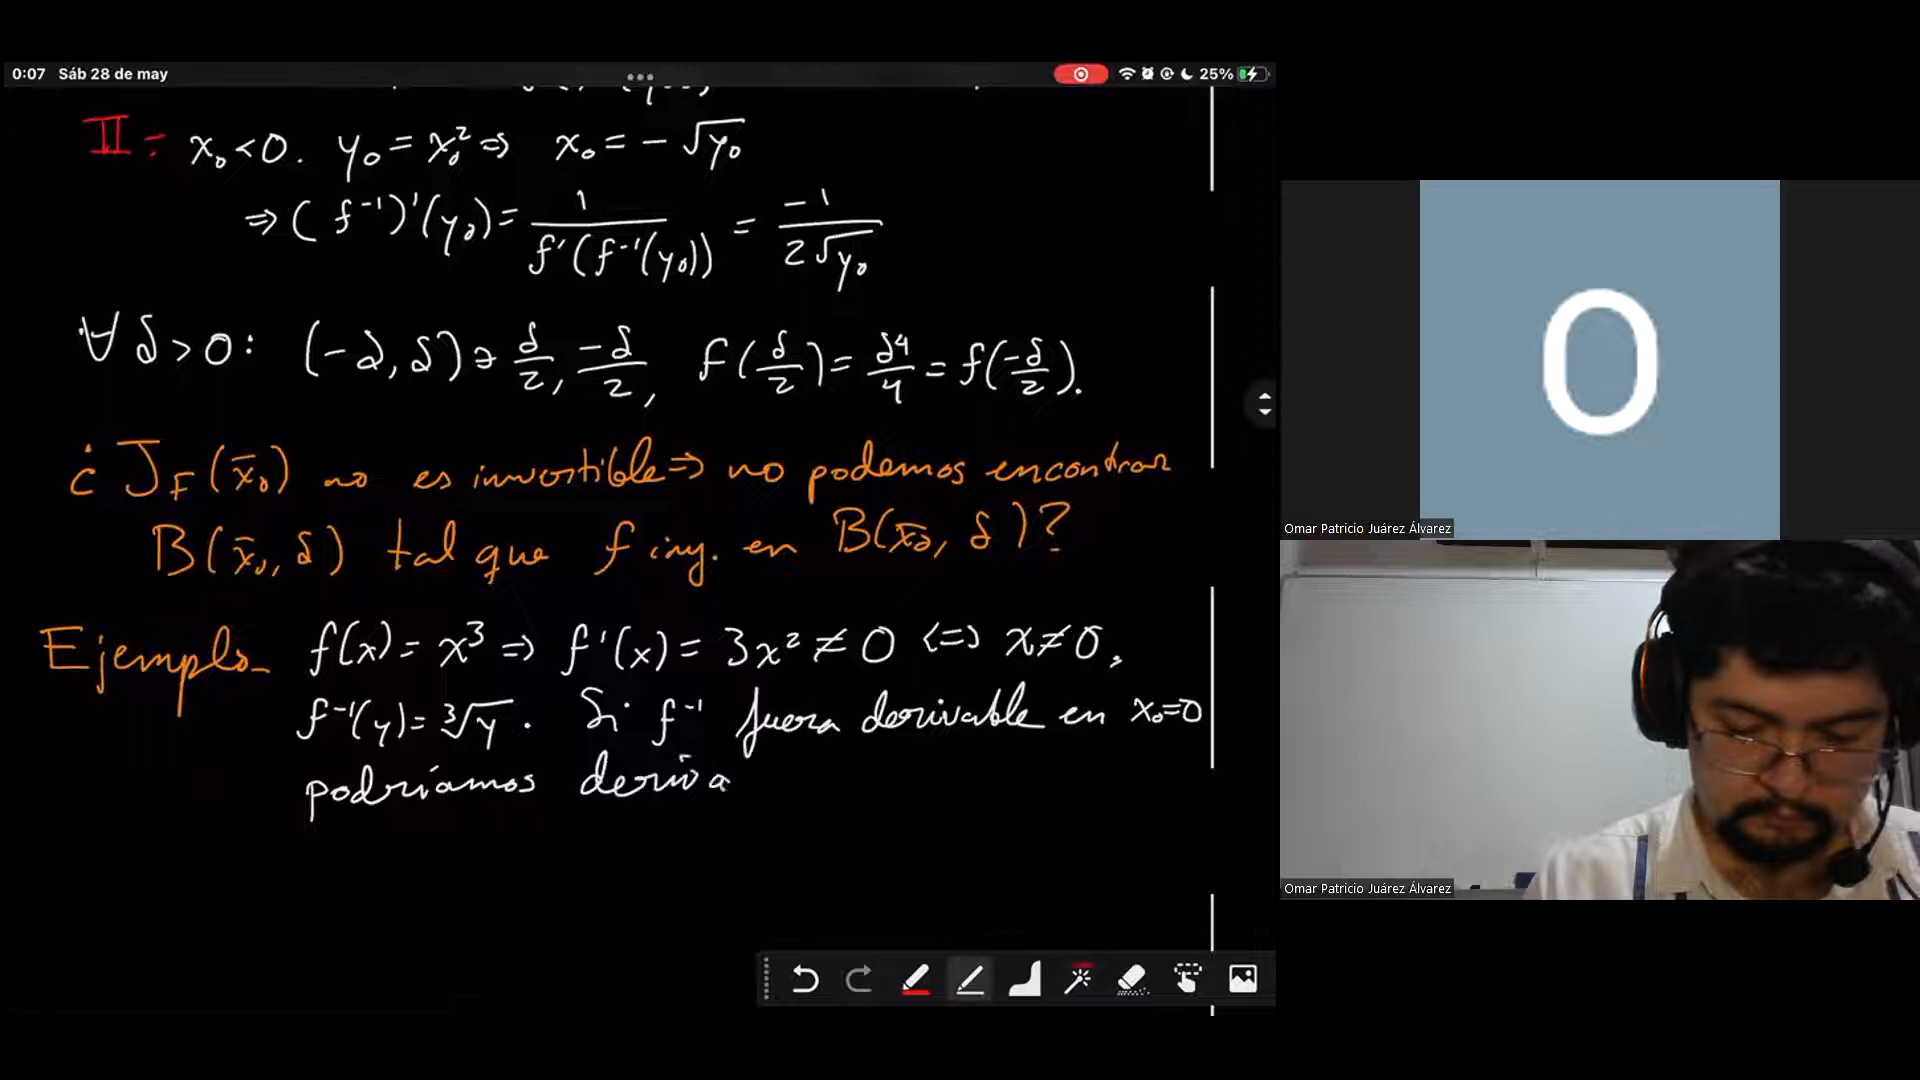 0:07 Sáb 28 de may
25%
II- x₀<0. y₀ = x₀² ⇒ x₀ = - √y₀
⇒ (f⁻¹)'(y₀) = 1 / f'(f⁻¹(y₀)) = -1 / 2√y₀
∀ δ > 0: (-δ, δ) ∋ δ/2, -δ/2, f(δ/2) = δ⁴/4 = f(-δ/2).
¿ J_F(x̄₀) no es invertible ⇒ no podemos encontrar
B(x̄₀, δ) tal que f iny. en B(x̄₀, δ)?
Ejemplo- f(x) = x³ ⇒ f'(x) = 3x² ≠ 0 ⇔ x ≠ 0,
f⁻¹(y) = ³√y. Si f⁻¹ fuera derivable en x₀=0
podríamos deriva
O
Omar Patricio Juárez Álvarez
Omar Patricio Juárez Álvarez